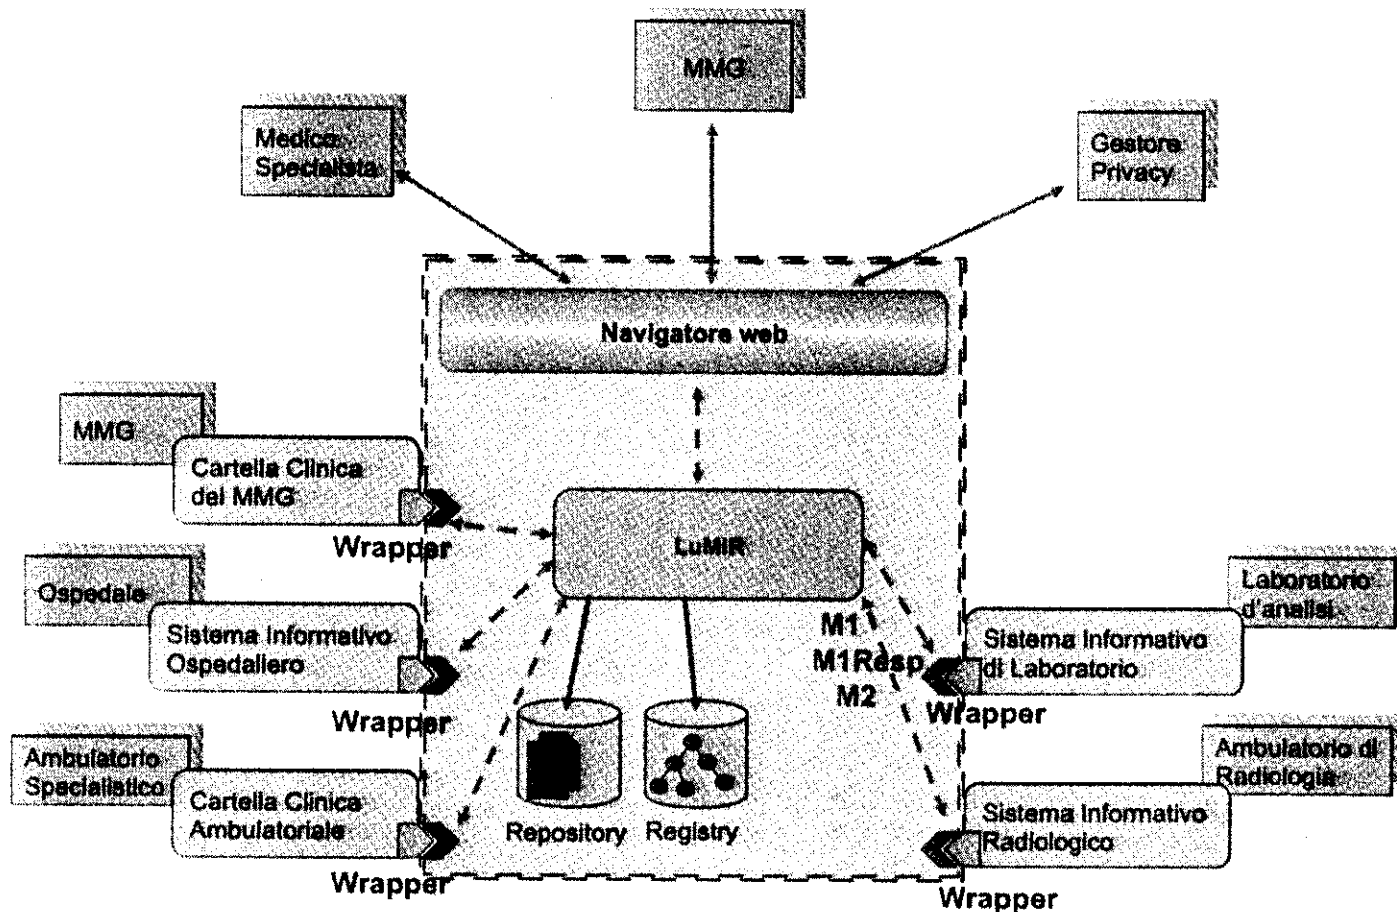 MMG
Medico
Specialista
Gestore
Privacy
Navigatore web
MMG
Cartella Clinica
del MMG
Wrapper
LuMIR
Ospedale
Sistema Informativo
Ospedaliero
Wrapper
M1
M1Resp
M2
Laboratorio
d'analisi
Sistema Informativo
di Laboratorio
Wrapper
Ambulatorio
Specialistico
Cartella Clinica
Ambulatoriale
Wrapper
Repository
Registry
Ambulatorio di
Radiologia
Sistema Informativo
Radiologico
Wrapper